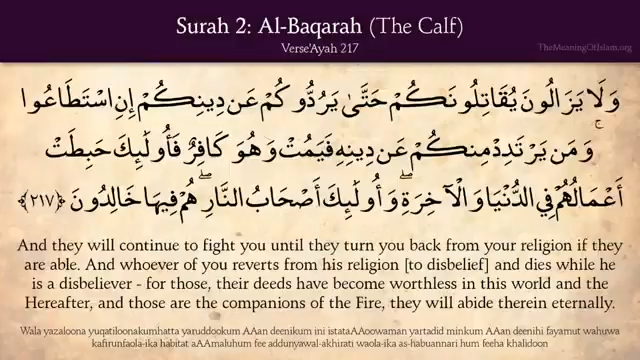 Surah 2: Al-Baqarah (The Calf)
Verse'Ayah 217
TheMeaningOfIslam.org
وَلَا يَزَالُونَ يُقَاتِلُونَكُمْ حَتَّىٰ يَرُدُّوكُمْ عَن دِينِكُمْ إِنِ اسْتَطَاعُوا ۚ
وَمَن يَرْتَدِدْ مِنكُمْ عَن دِينِهِ فَيَمُتْ وَهُوَ كَافِرٌ فَأُولَٰئِكَ حَبِطَتْ
أَعْمَالُهُمْ فِي الدُّنْيَا وَالْآخِرَةِ ۖ وَأُولَٰئِكَ أَصْحَابُ النَّارِ ۖ هُمْ فِيهَا خَالِدُونَ ﴿٢١٧﴾
And they will continue to fight you until they turn you back from your religion if they
are able. And whoever of you reverts from his religion [to disbelief] and dies while he
is a disbeliever - for those, their deeds have become worthless in this world and the
Hereafter, and those are the companions of the Fire, they will abide therein eternally.
Wala yazaloona yuqatiloonakumhatta yaruddookum AAan deenikum ini istataAAoowaman yartadid minkum AAan deenihi fayamut wahuwa
kafirunfaola-ika habitat aAAmaluhum fee addunyawal-akhirati waola-ika as-habuannari hum feeha khalidoon